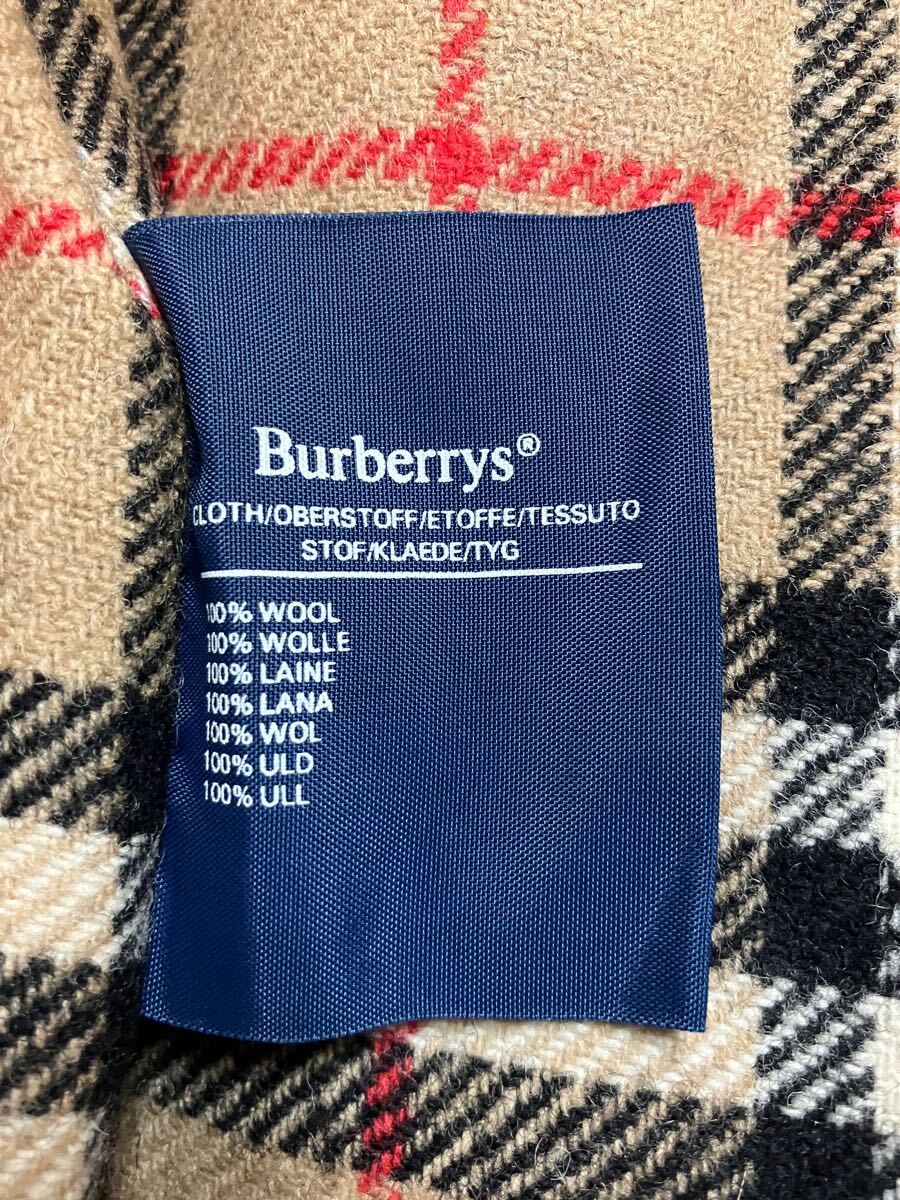 Burberrys®
CLOTH/OBERSTOFF/ETOFFE/TESSUTO
STOF/KLAEDE/TYG
100% WOOL
100% WOLLE
100% LAINE
100% LANA
100% WOL
100% ULD
100% ULL